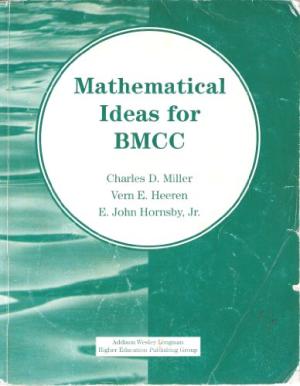 Mathematical
Ideas for
BMCC
Charles D. Miller
Vern E. Heeren
E. John Hornsby, Jr.
Addison Wesley Longman
Higher Education Publishing Group